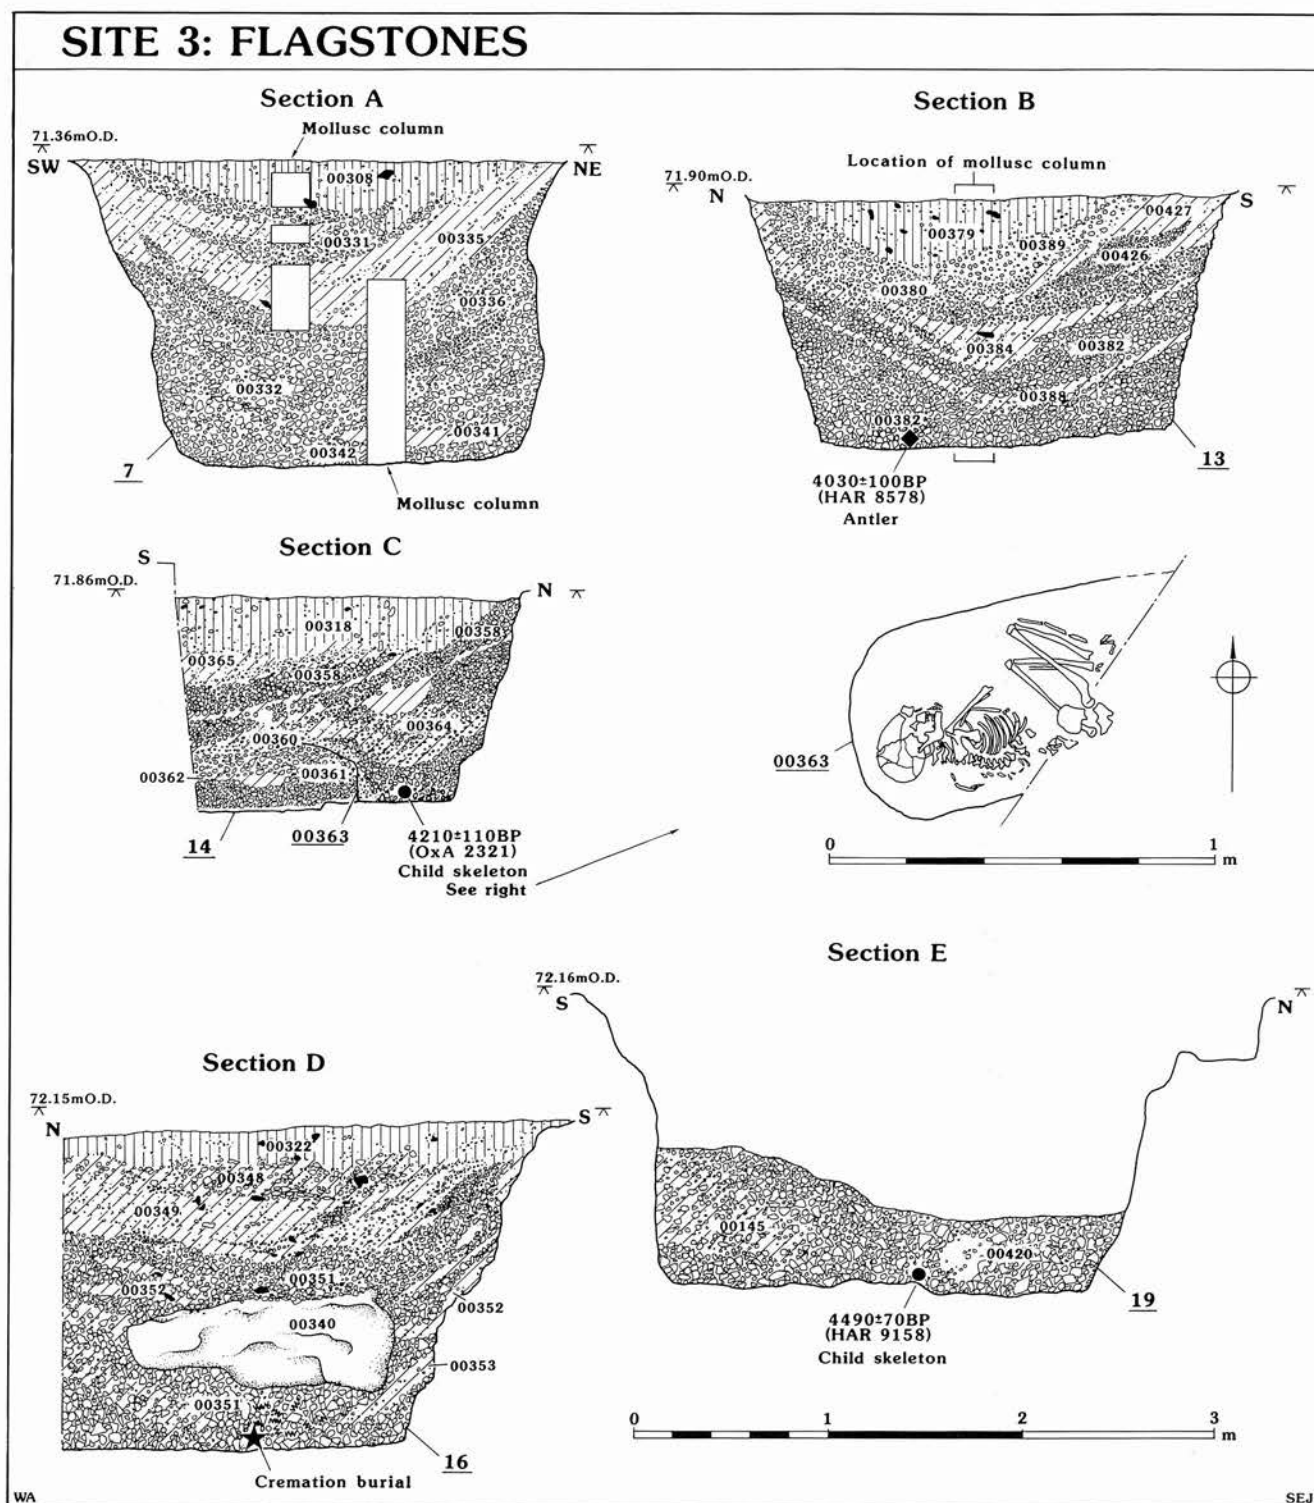 SITE 3: FLAGSTONES
Section A
Mollusc column
71.36mO.D.
SW
NE
00308
00331
00335
00336
00332
00341
00342
7
Mollusc column
Section B
Location of mollusc column
71.90mO.D.
N
S
00427
00379
00389
00426
00380
00384
00382
00388
00382
13
4030±100BP
(HAR 8578)
Antler
Section C
S
71.86mO.D.
N
00318
00358
00365
00358
00364
00360
00362
00361
14
00363
4210±110BP
(OxA 2321)
Child skeleton
See right
00363
0 1
m
Section E
72.16mO.D.
S
N
00145
00420
19
4490±70BP
(HAR 9158)
Child skeleton
Section D
72.15mO.D.
N
S
00322
00348
00349
00351
00352
00352
00340
00353
00351
16
Cremation burial
0 1 2 3
m
WA
SEJ